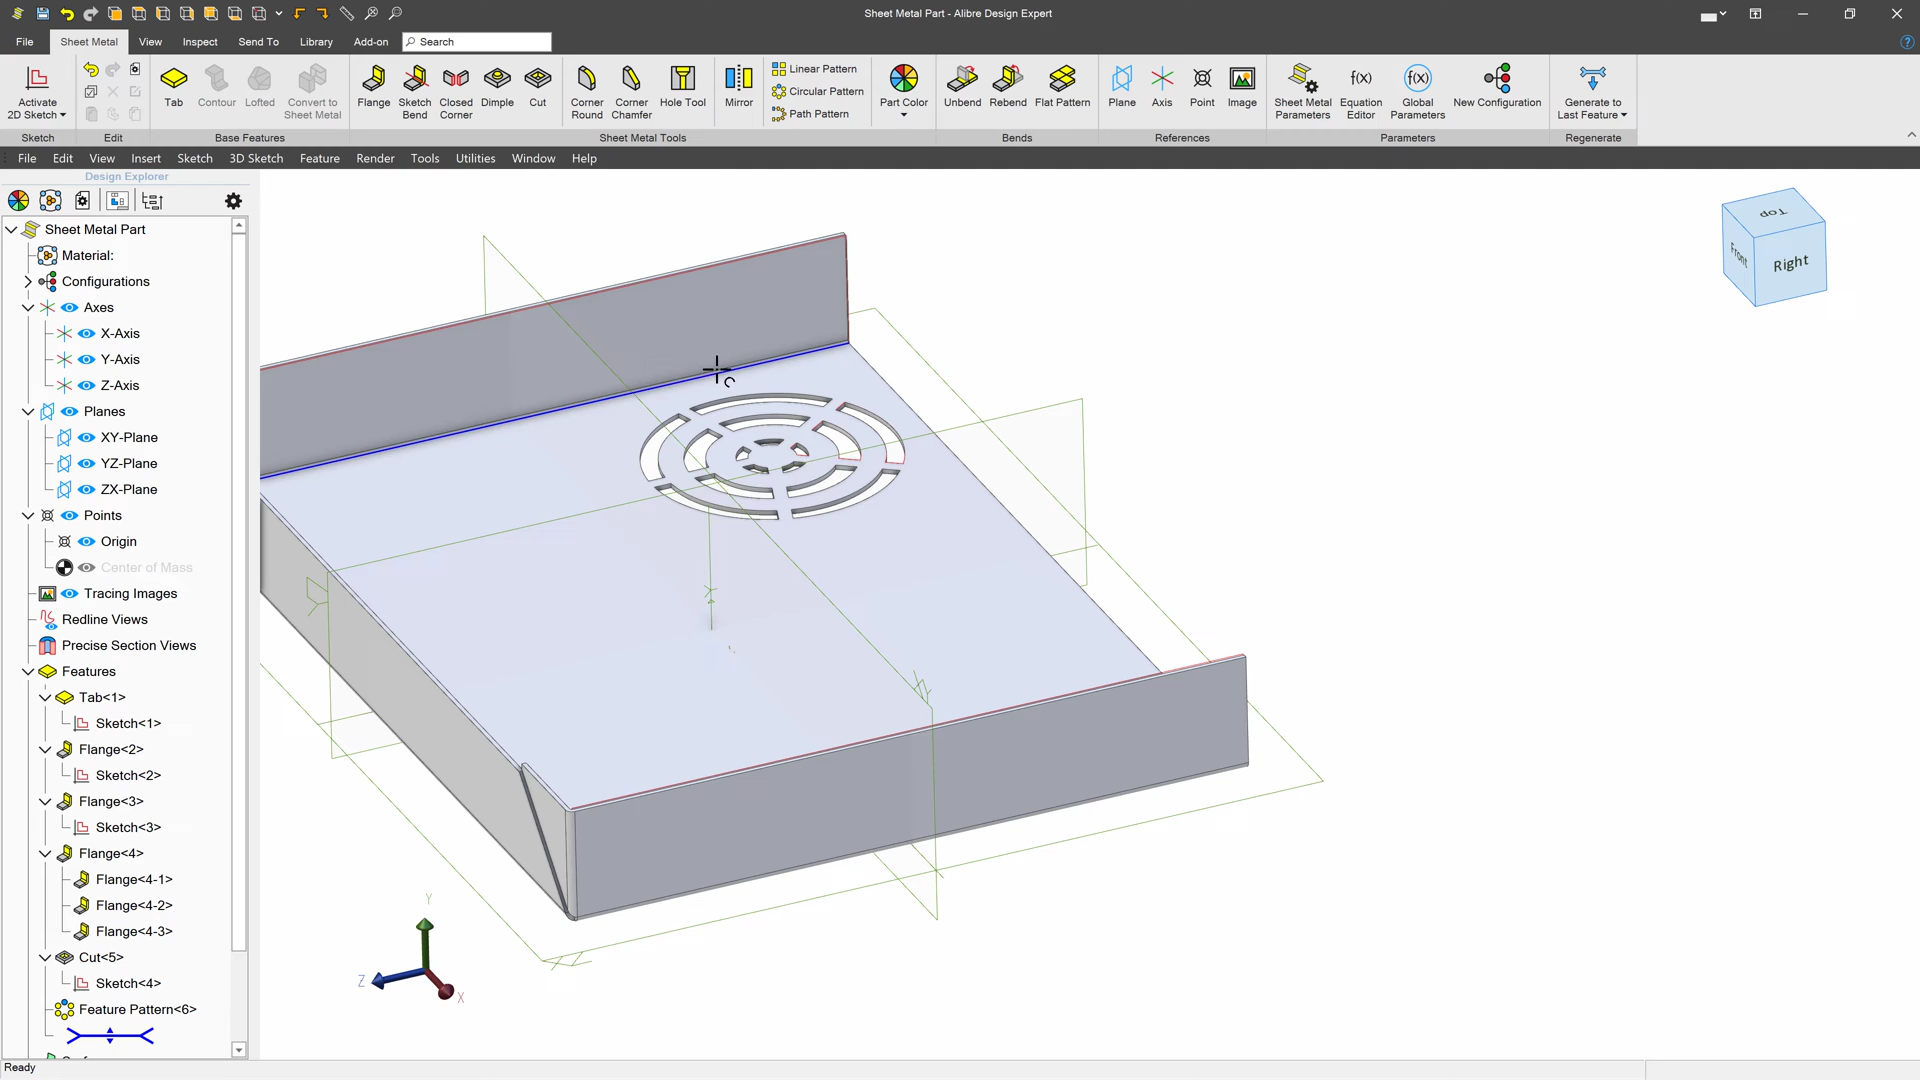 Sheet Metal Part - Alibre Design Expert
File
Sheet Metal
View
Inspect
Send To
Library
Add-on
Search
Activate
2D Sketch
Sketch
Edit
Tab
Contour
Lofted
Convert to
Sheet Metal
Base Features
Flange
Sketch
Bend
Closed
Corner
Dimple
Cut
Corner
Round
Corner
Chamfer
Hole Tool
Mirror
Linear Pattern
Circular Pattern
Path Pattern
Sheet Metal Tools
Part Color
Unbend
Rebend
Flat Pattern
Bends
Plane
Axis
Point
Image
References
Sheet Metal
Parameters
f(x)
Equation
Editor
f(x)
Global
Parameters
New Configuration
Parameters
Generate to
Last Feature
Regenerate
File
Edit
View
Insert
Sketch
3D Sketch
Feature
Render
Tools
Utilities
Window
Help
Design Explorer
Sheet Metal Part
Material:
Configurations
Axes
X-Axis
Y-Axis
Z-Axis
Planes
XY-Plane
YZ-Plane
ZX-Plane
Points
Origin
Center of Mass
Tracing Images
Redline Views
Precise Section Views
Features
Tab<1>
Sketch<1>
Flange<2>
Sketch<2>
Flange<3>
Sketch<3>
Flange<4>
Flange<4-1>
Flange<4-2>
Flange<4-3>
Cut<5>
Sketch<4>
Feature Pattern<6>
Top
Front
Right
Y
Z
X
Ready